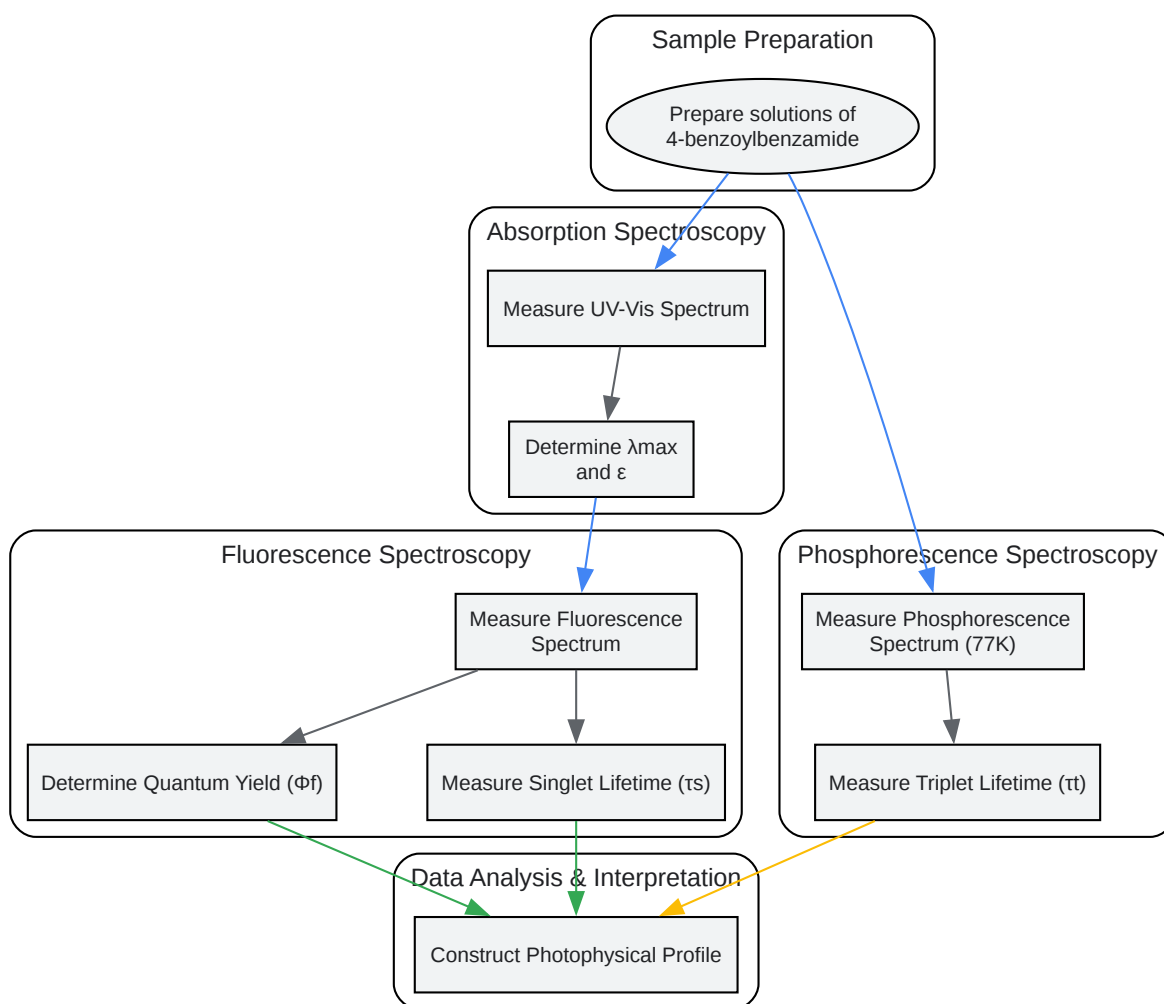 Sample Preparation
Prepare solutions of
4-benzoylbenzamide
Absorption Spectroscopy
Measure UV-Vis Spectrum
Determine λmax
and ε
Fluorescence Spectroscopy
Measure Fluorescence
Spectrum
Determine Quantum Yield (Φf)
Measure Singlet Lifetime (τs)
Phosphorescence Spectroscopy
Measure Phosphorescence
Spectrum (77K)
Measure Triplet Lifetime (τt)
Data Analysis & Interpretation
Construct Photophysical Profile